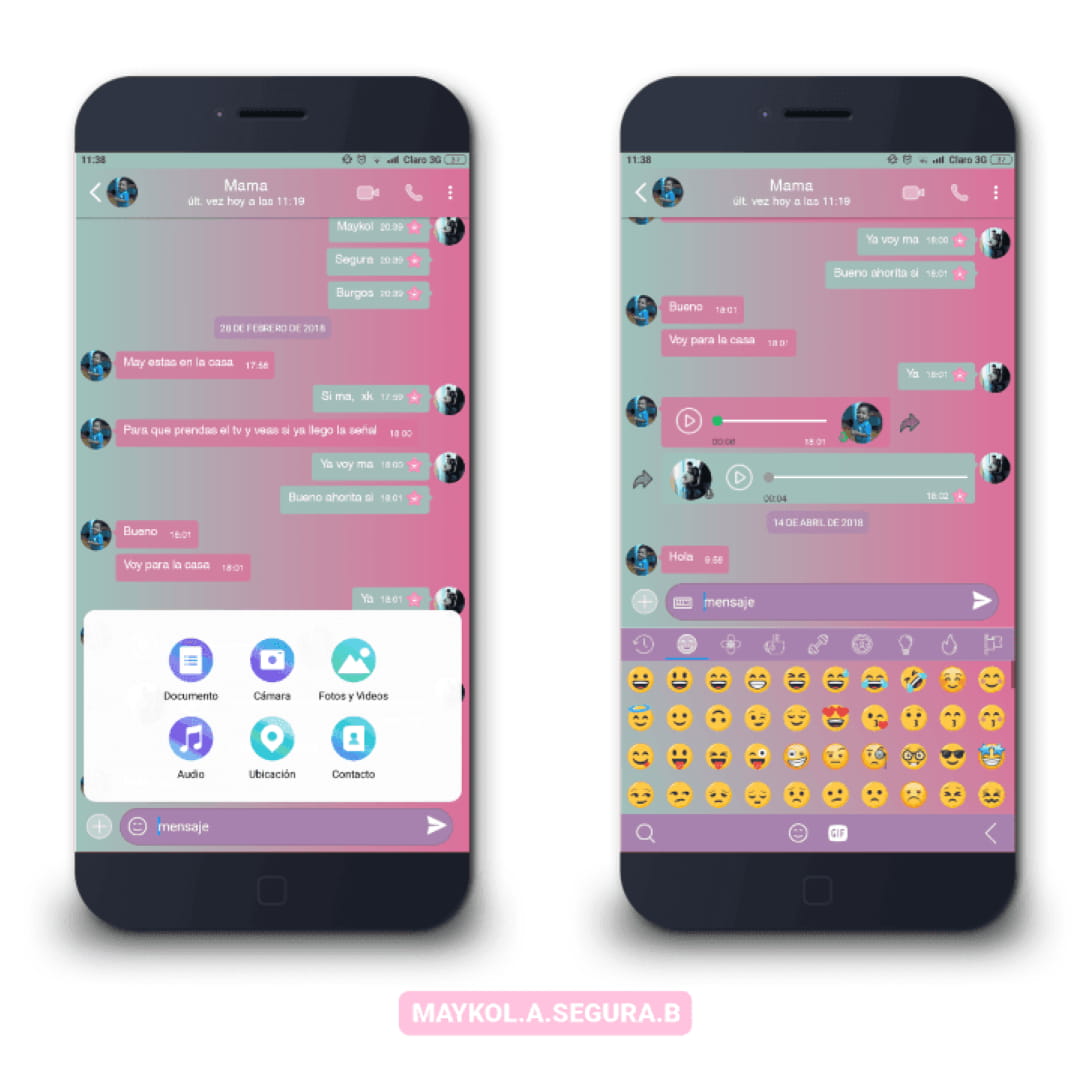 11:38
Claro 3G 37
Mama
últ. vez hoy a las 11:19
Maykol 20:39
Segura 20:39
Burgos 20:39
28 DE FEBRERO DE 2018
May estas en la casa 17:58
Si ma, xk 17:59
Para que prendas el tv y veas si ya llego la señal 18:00
Ya voy ma 18:00
Bueno ahorita si 18:01
Bueno 18:01
Voy para la casa 18:01
Ya 18:01
Documento
Cámara
Fotos y Videos
Audio
Ubicación
Contacto
mensaje
11:38
Claro 3G 37
Mama
últ. vez hoy a las 11:19
Ya voy ma 18:00
Bueno ahorita si 18:01
Bueno 18:01
Voy para la casa 18:01
Ya 18:01
00:06 18:01
00:04 18:02
14 DE ABRIL DE 2018
Hola 9:56
mensaje
GIF
MAYKOL.A.SEGURA.B